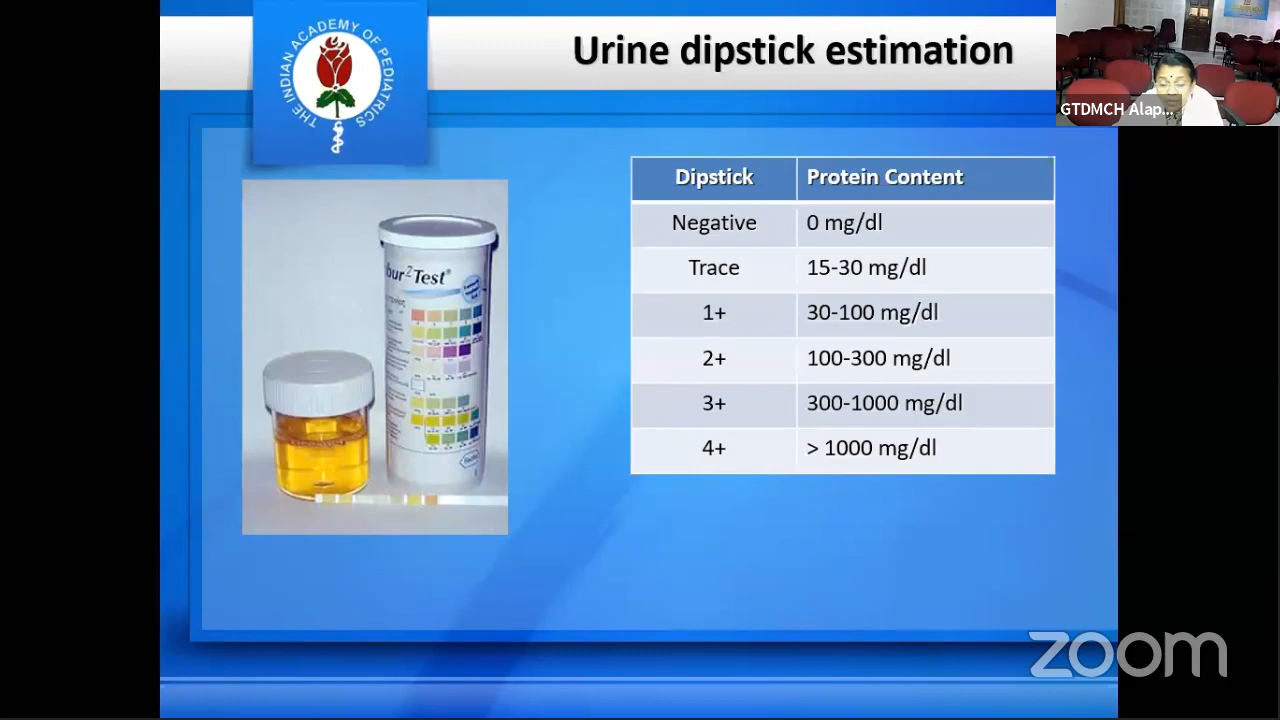 Urine dipstick estimation
THE INDIAN ACADEMY OF PEDIATRICS
GTDMCH Alap...
Dipstick Protein Content
Negative 0 mg/dl
Trace 15-30 mg/dl
1+ 30-100 mg/dl
2+ 100-300 mg/dl
3+ 300-1000 mg/dl
4+ > 1000 mg/dl
bur2Test®
zoom